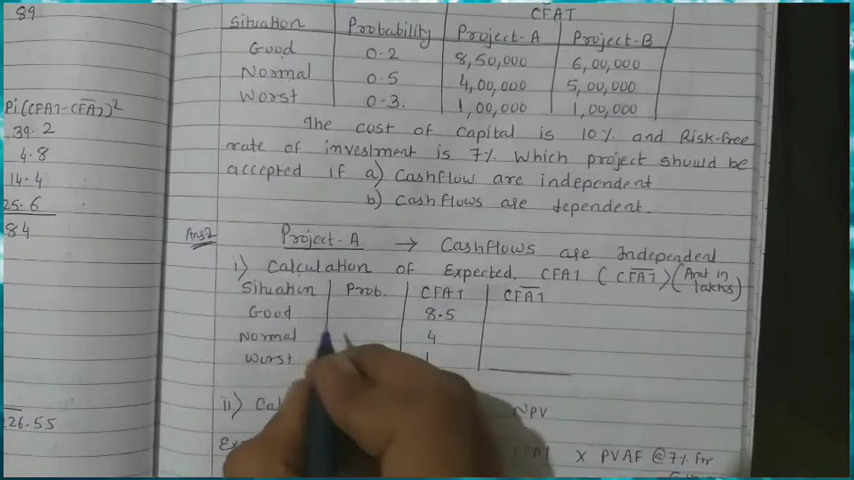 89
Pi(CFAT-C̅F̅A̅T̅)²
39.2
4.8
14.4
25.6
84
26.55
CFAT
Situation Probability Project-A Project-B
Good 0.2 8,50,000 6,00,000
Normal 0.5 4,00,000 5,00,000
Worst 0.3. 1,00,000 1,00,000
The cost of capital is 10% and Risk-free
rate of investment is 7%. Which project should be
accepted if a) Cashflow are independent
b) Cashflows are dependent.
Ans2 Project-A → Cashflows are Independent
i) Calculation of Expected. CFAT (C̅F̅A̅T̅) (Amt in lakhs)
Situation Prob. CFAT C̅F̅A̅T̅
Good 8.5
Normal 4
Worst 1
ii) Cal NPV
X PVAF @7% for